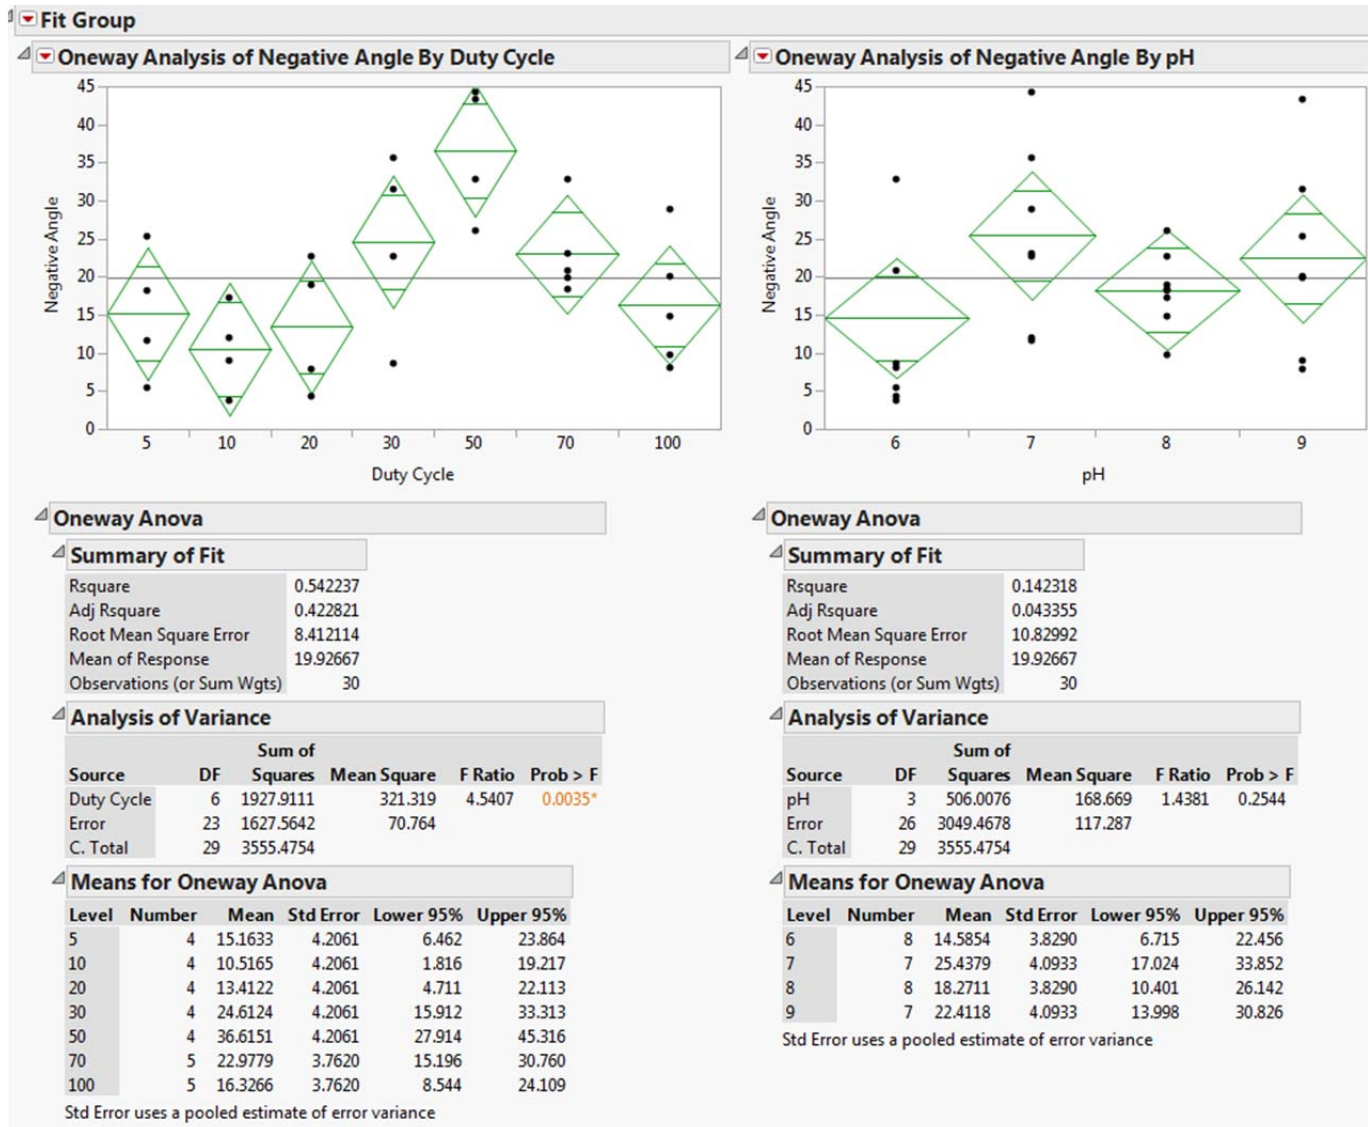 Fit Group
Oneway Analysis of Negative Angle By Duty Cycle
45
40
35
30
25
20
15
10
5
0
Negative Angle
5 10 20 30 50 70 100
Duty Cycle
Oneway Anova
Summary of Fit
Rsquare 0.542237
Adj Rsquare 0.422821
Root Mean Square Error 8.412114
Mean of Response 19.92667
Observations (or Sum Wgts) 30
Analysis of Variance
Sum of
Source DF Squares Mean Square F Ratio Prob > F
Duty Cycle 6 1927.9111 321.319 4.5407 0.0035*
Error 23 1627.5642 70.764
C. Total 29 3555.4754
Means for Oneway Anova
Level Number Mean Std Error Lower 95% Upper 95%
5 4 15.1633 4.2061 6.462 23.864
10 4 10.5165 4.2061 1.816 19.217
20 4 13.4122 4.2061 4.711 22.113
30 4 24.6124 4.2061 15.912 33.313
50 4 36.6151 4.2061 27.914 45.316
70 5 22.9779 3.7620 15.196 30.760
100 5 16.3266 3.7620 8.544 24.109
Std Error uses a pooled estimate of error variance
Oneway Analysis of Negative Angle By pH
45
40
35
30
25
20
15
10
5
0
Negative Angle
6 7 8 9
pH
Oneway Anova
Summary of Fit
Rsquare 0.142318
Adj Rsquare 0.043355
Root Mean Square Error 10.82992
Mean of Response 19.92667
Observations (or Sum Wgts) 30
Analysis of Variance
Sum of
Source DF Squares Mean Square F Ratio Prob > F
pH 3 506.0076 168.669 1.4381 0.2544
Error 26 3049.4678 117.287
C. Total 29 3555.4754
Means for Oneway Anova
Level Number Mean Std Error Lower 95% Upper 95%
6 8 14.5854 3.8290 6.715 22.456
7 7 25.4379 4.0933 17.024 33.852
8 8 18.2711 3.8290 10.401 26.142
9 7 22.4118 4.0933 13.998 30.826
Std Error uses a pooled estimate of error variance